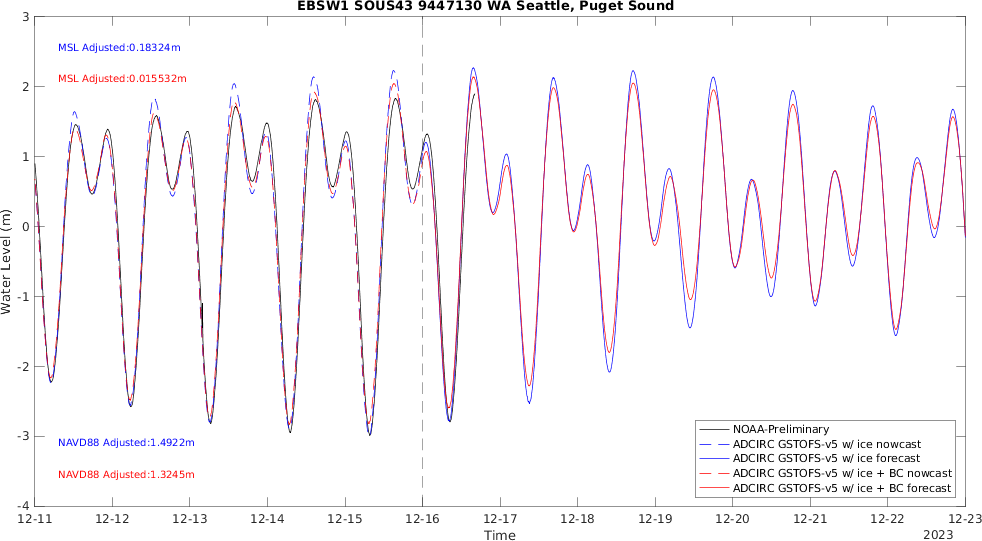 EBSW1 SOUS43 9447130 WA Seattle, Puget Sound
MSL Adjusted:0.18324m
MSL Adjusted:0.015532m
NAVD88 Adjusted:1.4922m
NAVD88 Adjusted:1.3245m
Water Level (m)
3
2
1
0
-1
-2
-3
-4
NOAA-Preliminary
ADCIRC GSTOFS-v5 w/ ice nowcast
ADCIRC GSTOFS-v5 w/ ice forecast
ADCIRC GSTOFS-v5 w/ ice + BC nowcast
ADCIRC GSTOFS-v5 w/ ice + BC forecast
12-11 12-12 12-13 12-14 12-15 12-16 12-17 12-18 12-19 12-20 12-21 12-22 12-23
Time
2023